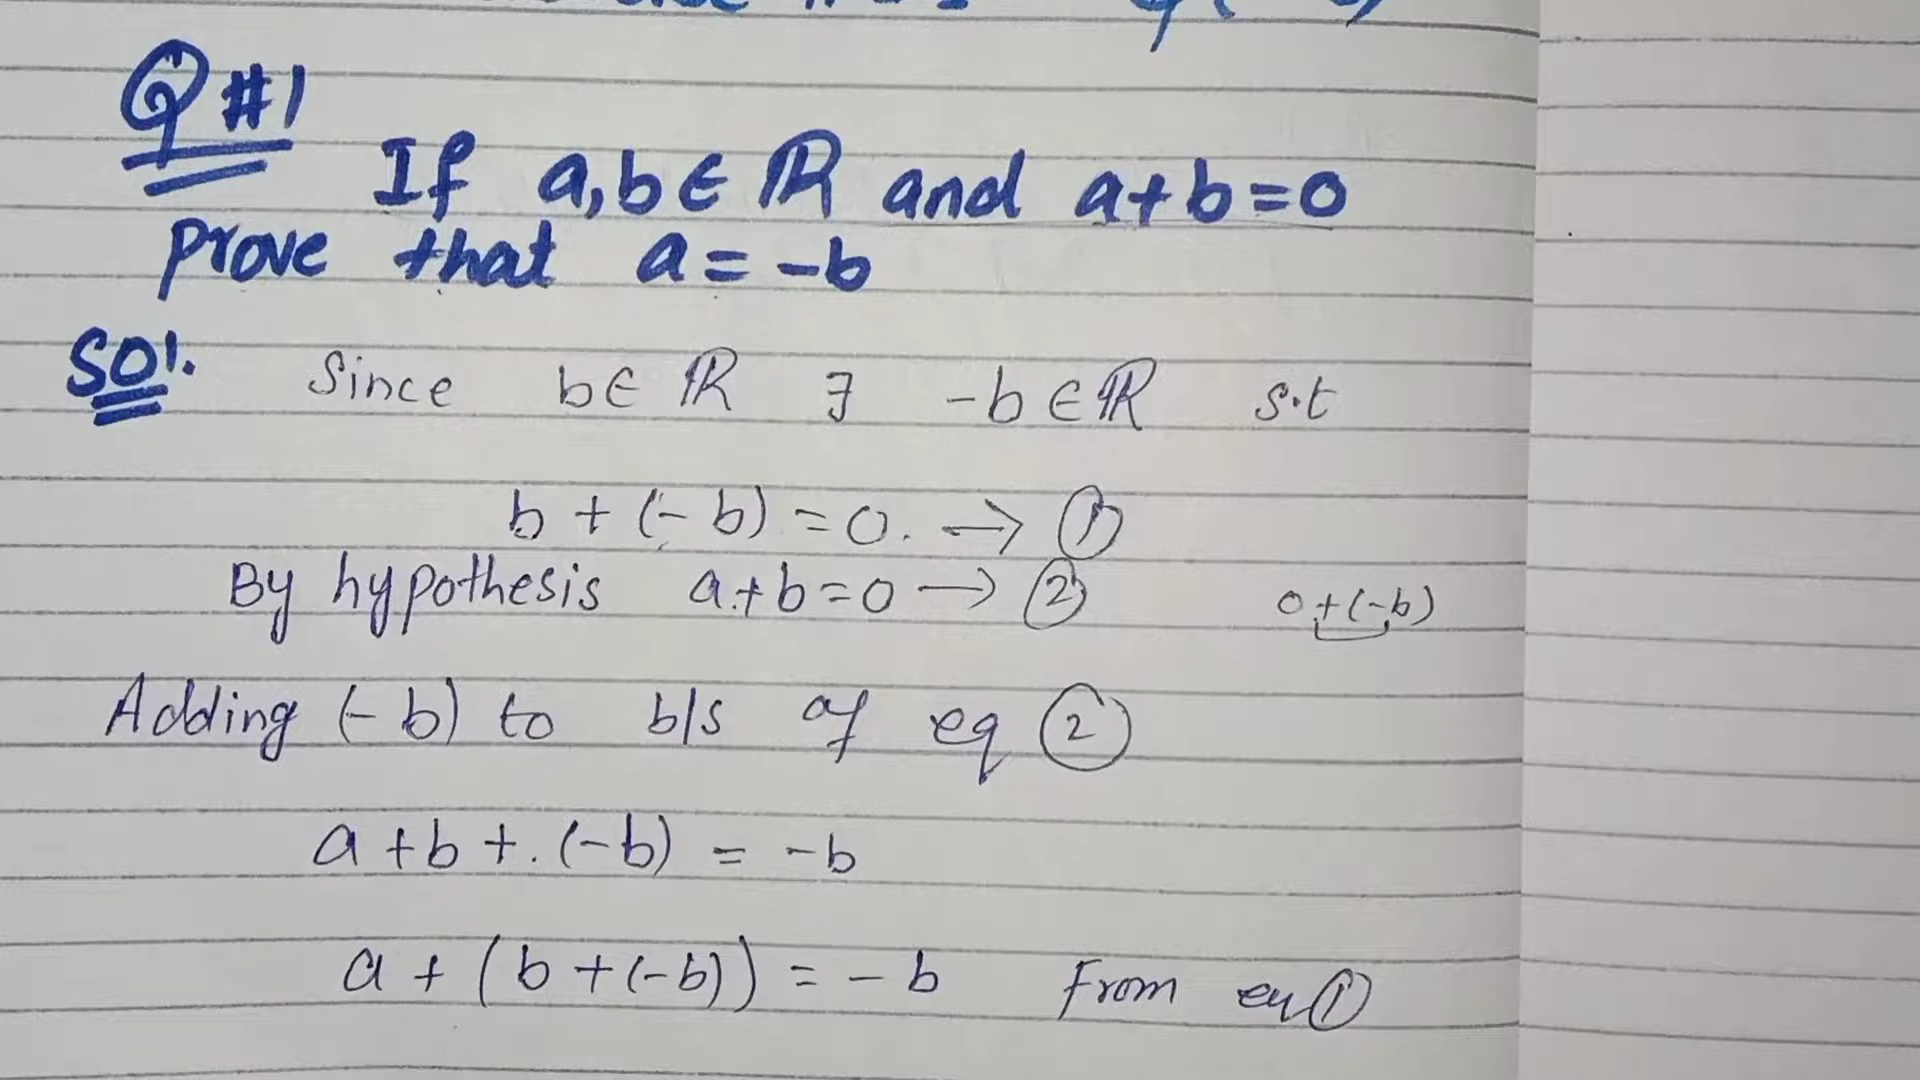 Q#1
If a,b∈ℝ and a+b=0
prove that a=-b
Sol. Since b∈ℝ ∃ -b∈ℝ s.t
b+(-b)=0. → ①
By hypothesis a+b=0 → ② 0+(-b)
Adding (-b) to b/s of eq ②
a+b+.(-b) = -b
a+(b+(-b)) = -b From eq ①